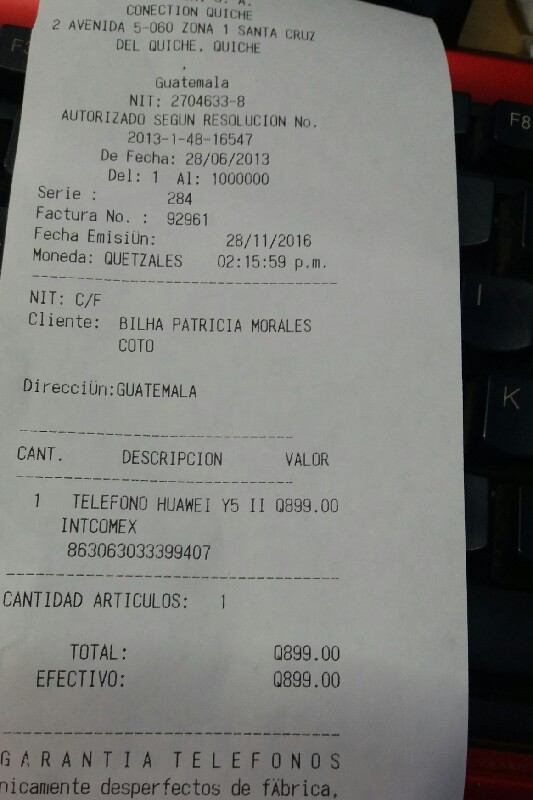 S. A.
CONECTION QUICHE
2 AVENIDA 5-060 ZONA 1 SANTA CRUZ
DEL QUICHE, QUICHE
.
Guatemala
NIT: 2704633-8
AUTORIZADO SEGUN RESOLUCION No.
2013-1-48-16547
De Fecha: 28/06/2013
Del: 1 Al: 1000000
Serie : 284
Factura No. : 92961
Fecha EmisiÜn: 28/11/2016
Moneda: QUETZALES 02:15:59 p.m.
NIT: C/F
Cliente: BILHA PATRICIA MORALES
COTO
DirecciÜn:GUATEMALA
CANT. DESCRIPCION VALOR
1 TELEFONO HUAWEI Y5 II Q899.00
INTCOMEX
863063033399407
CANTIDAD ARTICULOS: 1
TOTAL: Q899.00
EFECTIVO: Q899.00
GARANTIA TELEFONOS
nicamente desperfectos de fÄbrica,
F8
I
K